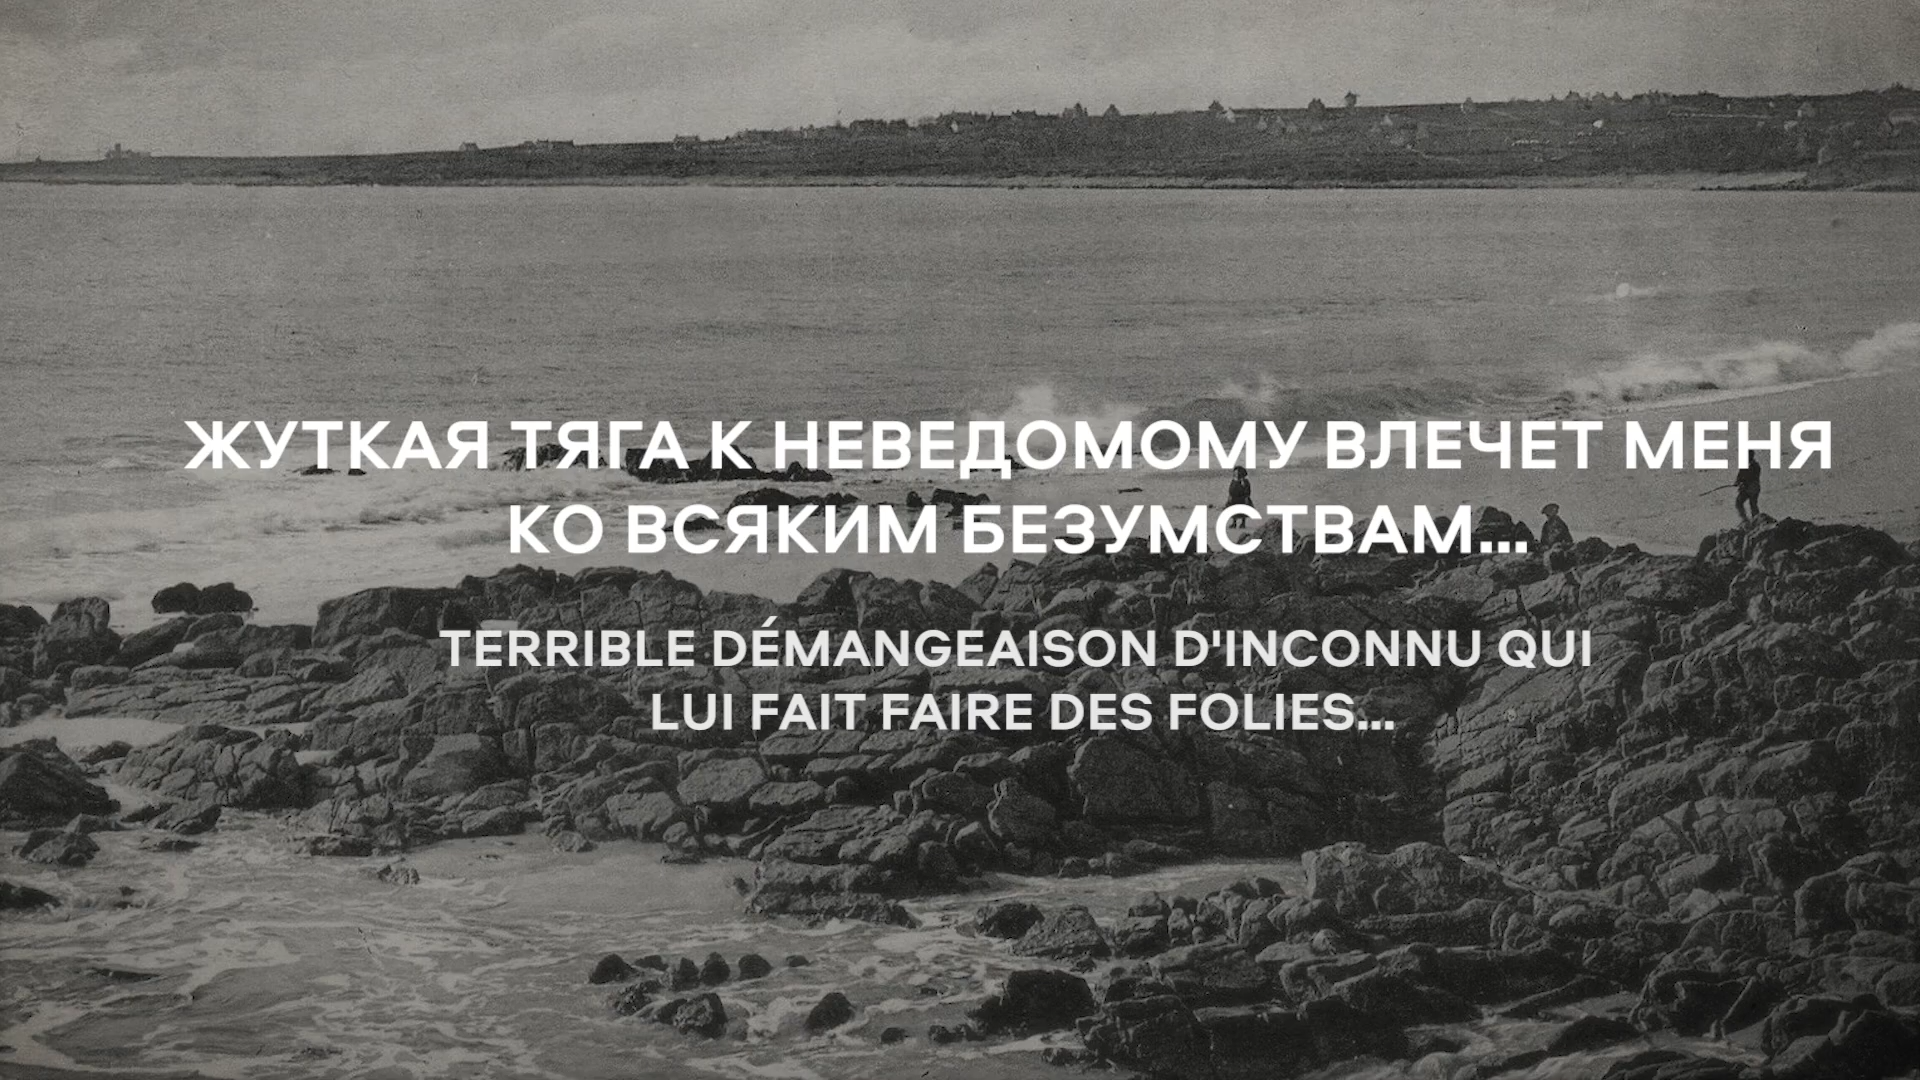 ЖУТКАЯ ТЯГА К НЕВЕДОМОМУ ВЛЕЧЕТ МЕНЯ
КО ВСЯКИМ БЕЗУМСТВАМ...
TERRIBLE DÉMANGEAISON D'INCONNU QUI
LUI FAIT FAIRE DES FOLIES...